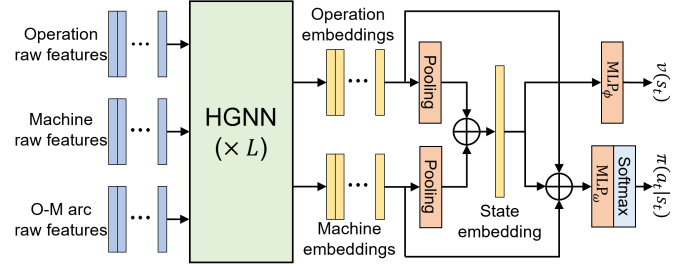 Operation
raw features
Machine
raw features
O-M arc
raw features
HGNN
(× L)
Operation
embeddings
Machine
embeddings
Pooling
Pooling
State
embedding
MLPϕ
v(sₜ)
MLPω
Softmax
π(aₜ|sₜ)